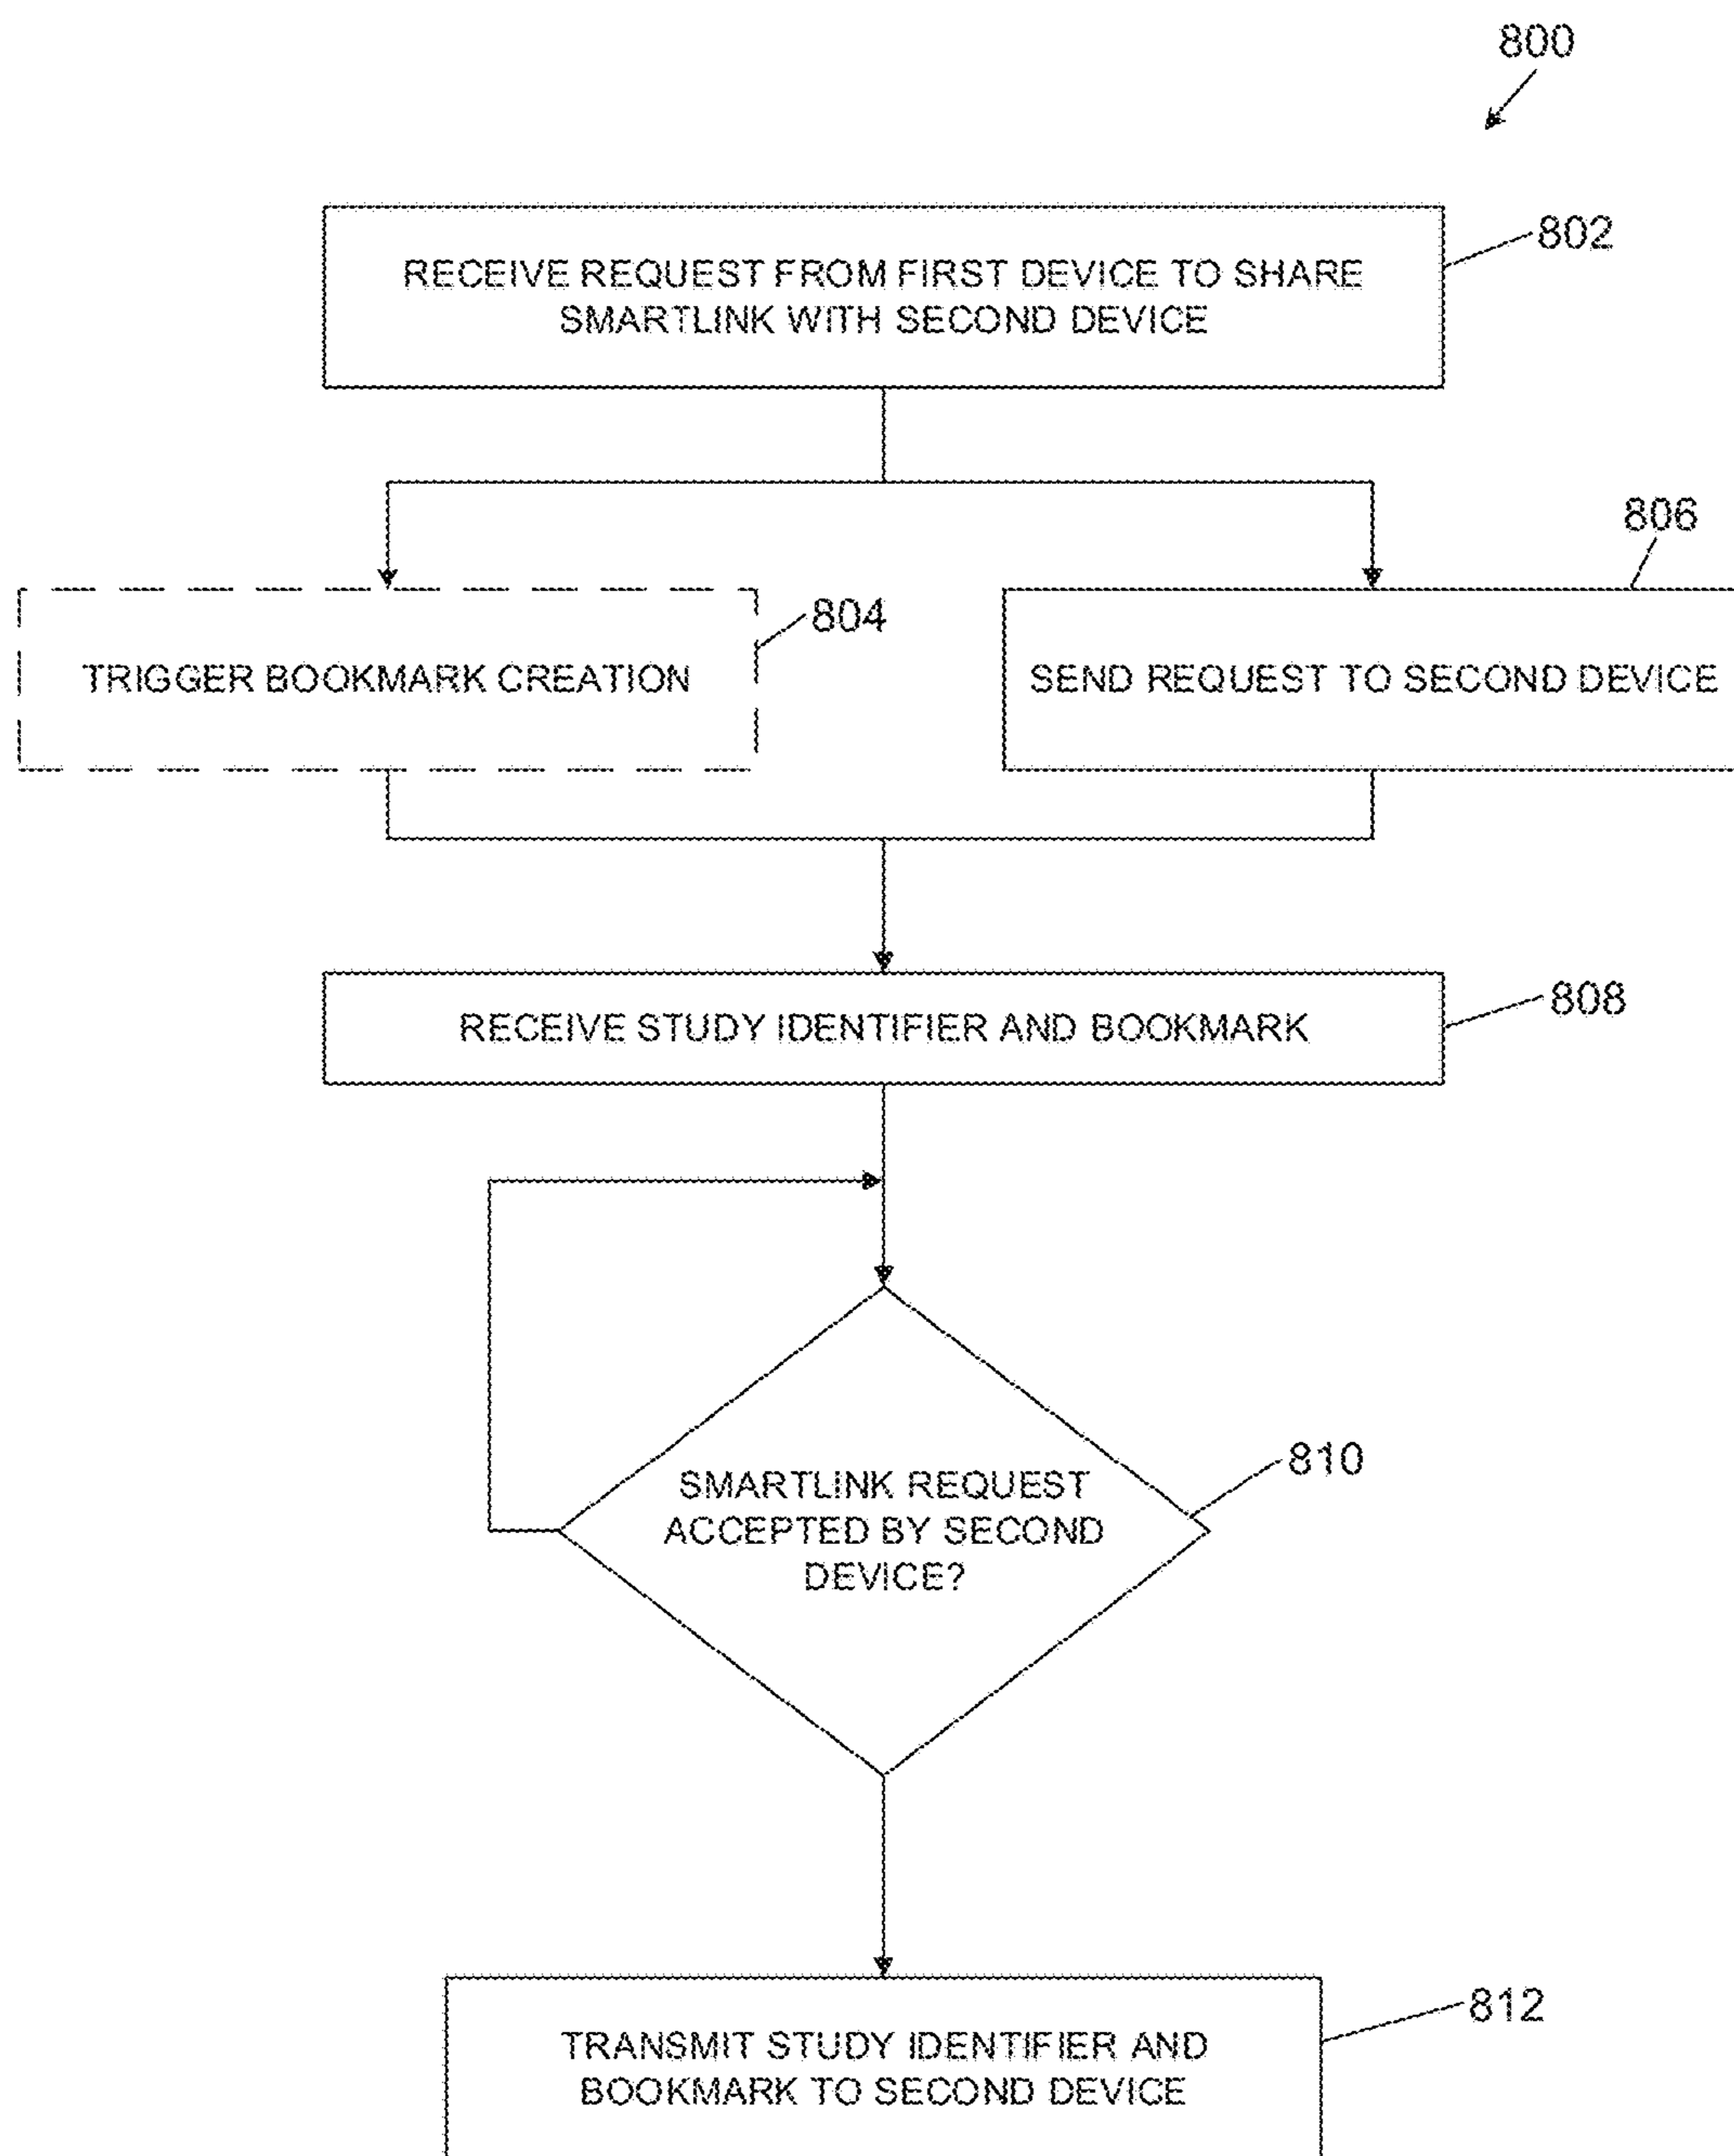 800
802
RECEIVE REQUEST FROM FIRST DEVICE TO SHARE
SMARTLINK WITH SECOND DEVICE
806
804
TRIGGER BOOKMARK CREATION
SEND REQUEST TO SECOND DEVICE
808
RECEIVE STUDY IDENTIFIER AND BOOKMARK
810
SMARTLINK REQUEST
ACCEPTED BY SECOND
DEVICE?
812
TRANSMIT STUDY IDENTIFIER AND
BOOKMARK TO SECOND DEVICE